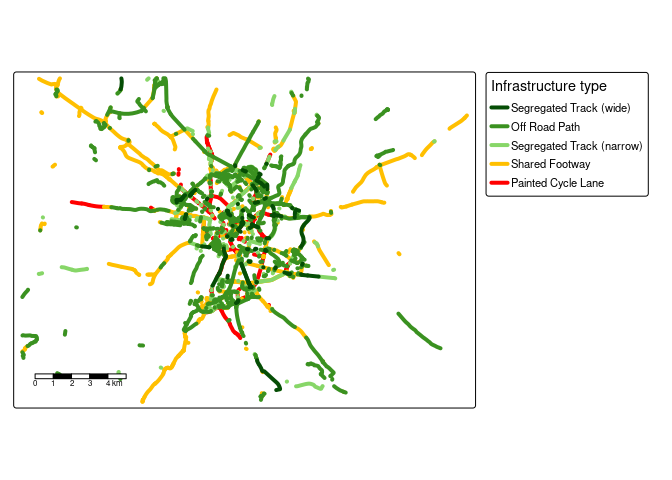 Infrastructure type
Segregated Track (wide)
Off Road Path
Segregated Track (narrow)
Shared Footway
Painted Cycle Lane
0 1 2 3 4 km